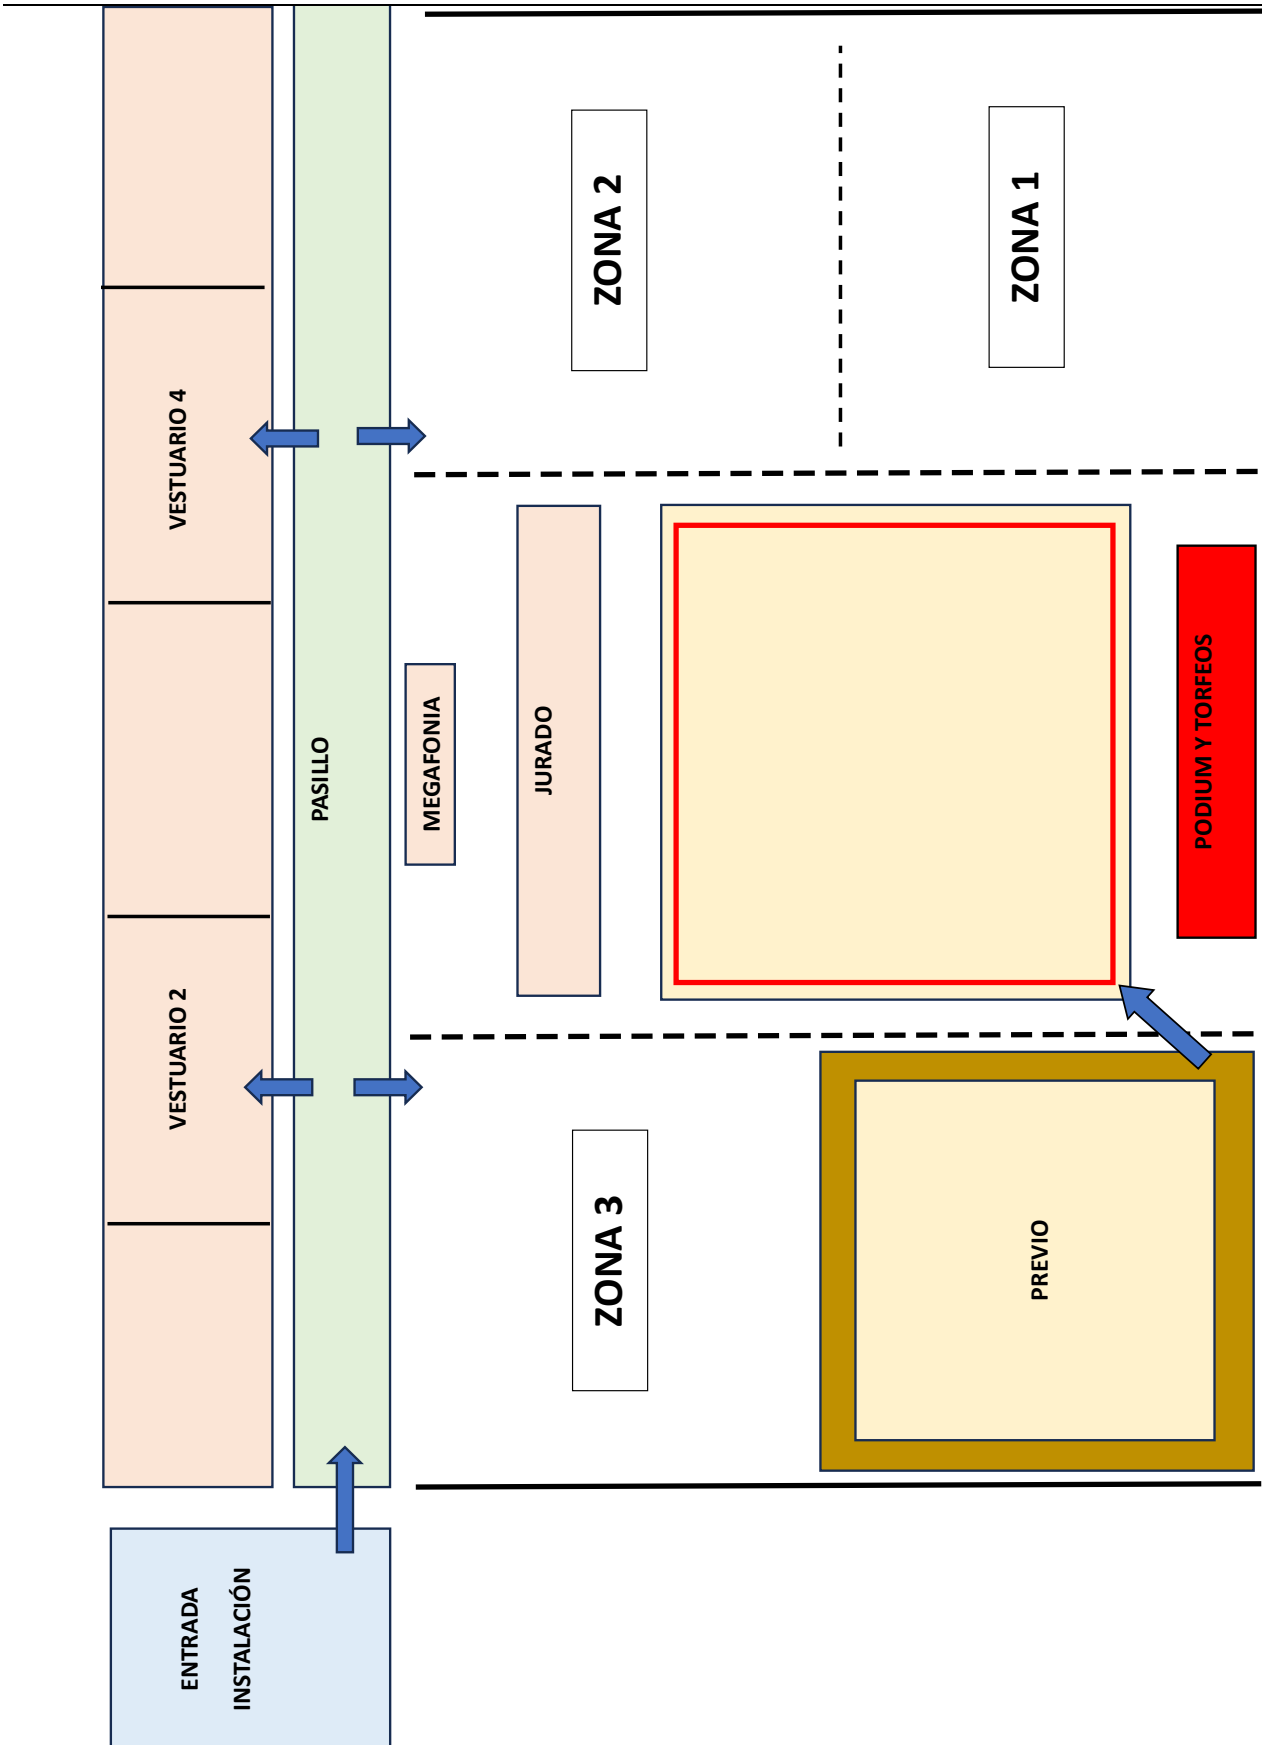 ENTRADA
INSTALACIÓN
VESTUARIO 2
VESTUARIO 4
PASILLO
MEGAFONIA
JURADO
ZONA 3
ZONA 2
PREVIO
ZONA 1
PODIUM Y TORFEOS